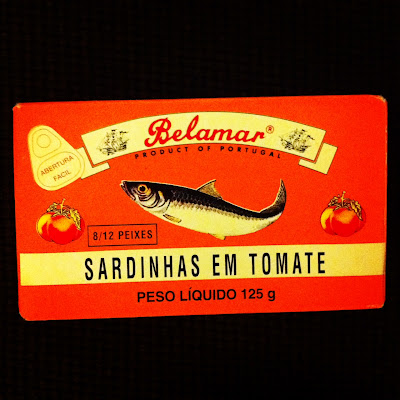 Belamar®
PRODUCT OF PORTUGAL
ABERTURA
FÁCIL
8/12 PEIXES
SARDINHAS EM TOMATE
PESO LÍQUIDO 125 g